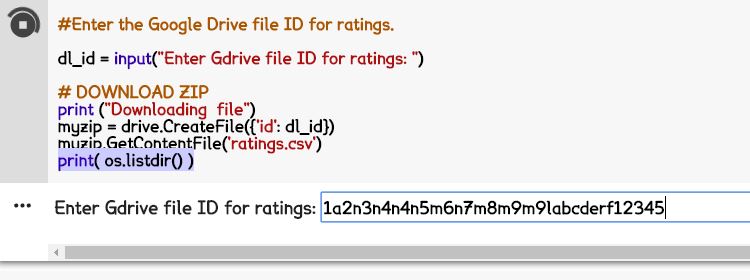 #Enter the Google Drive file ID for ratings.
dl_id = input("Enter Gdrive file ID for ratings: ")
# DOWNLOAD ZIP
print ("Downloading file")
myzip = drive.CreateFile({'id': dl_id})
myzip.GetContentFile('ratings.csv')
print( os.listdir() )
Enter Gdrive file ID for ratings: 1a2n3n4n4n5m6n7m8m9m9labcderf12345